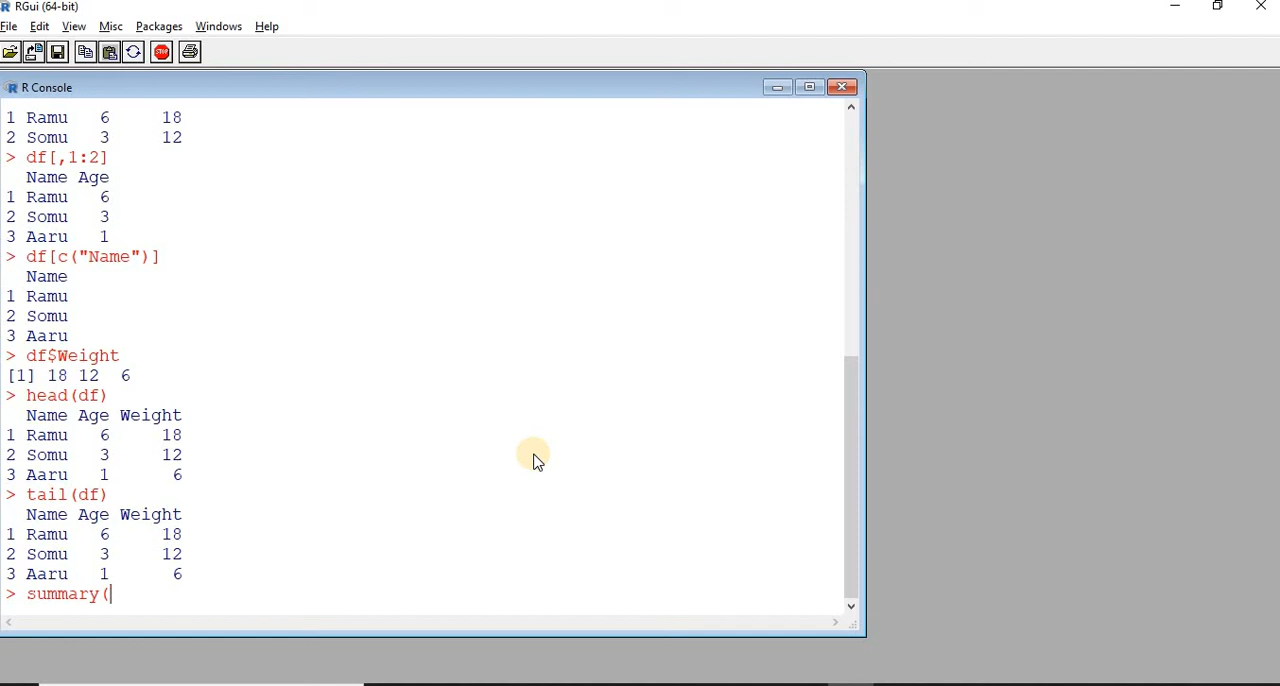 RGui (64-bit)
File Edit View Misc Packages Windows Help
STOP
R Console
1 Ramu   6     18
2 Somu   3     12
> df[,1:2]
  Name Age
1 Ramu   6
2 Somu   3
3 Aaru   1
> df[c("Name")]
  Name
1 Ramu
2 Somu
3 Aaru
> df$Weight
[1] 18 12  6
> head(df)
  Name Age Weight
1 Ramu   6     18
2 Somu   3     12
3 Aaru   1      6
> tail(df)
  Name Age Weight
1 Ramu   6     18
2 Somu   3     12
3 Aaru   1      6
> summary(